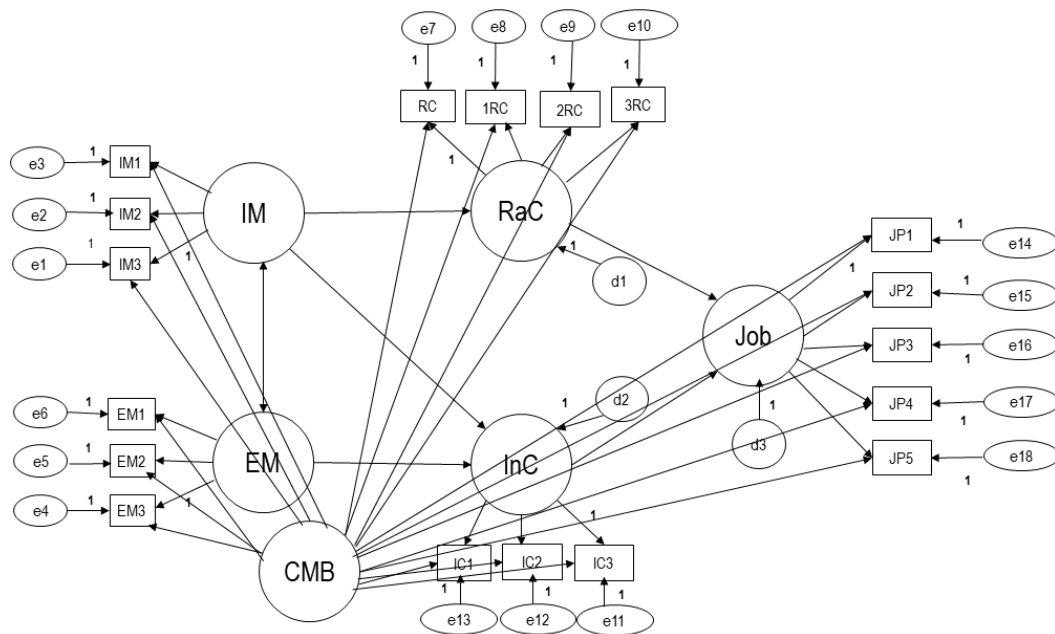 e7
e8
e9
e10
1
1
1
1
RC
1RC
2RC
3RC
e3
1
IM1
1
e2
1
IM2
IM
RaC
e1
1
IM3
1
1
d1
JP1
1
e14
1
JP2
1
e15
Job
JP3
e16
1
e6
1
EM1
1
d2
JP4
e17
e5
1
EM2
EM
InC
1
d3
1
JP5
e18
e4
1
EM3
1
1
1
CMB
IC1
IC2
IC3
1
1
1
e13
e12
e11